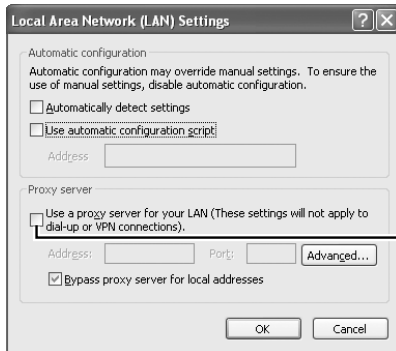 Local Area Network (LAN) Settings
Automatic configuration
Automatic configuration may override manual settings. To ensure the
use of manual settings, disable automatic configuration.
Automatically detect settings
Use automatic configuration script
Address
Proxy server
Use a proxy server for your LAN (These settings will not apply to
dial-up or VPN connections).
Address: Port: Advanced...
Bypass proxy server for local addresses
OK Cancel